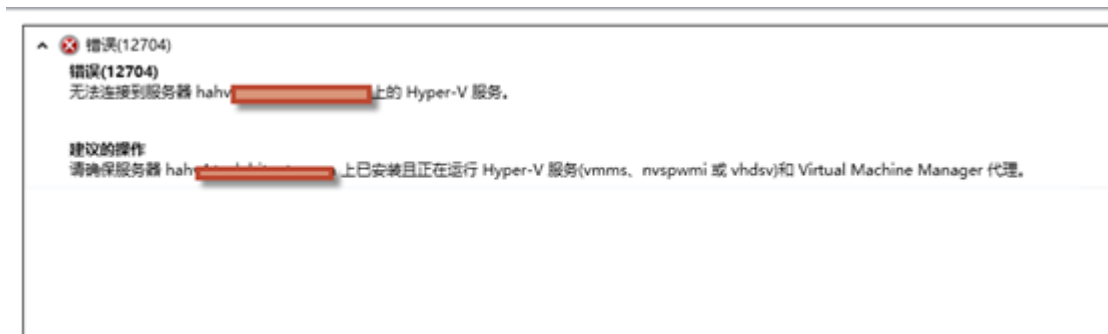 错误(12704)
错误(12704)
无法连接到服务器 hahv 上的 Hyper-V 服务。
建议的操作
请确保服务器 上已安装且正在运行 Hyper-V 服务(vmms、nvspwmi 或 vhdsv)和 Virtual Machine Manager 代理。